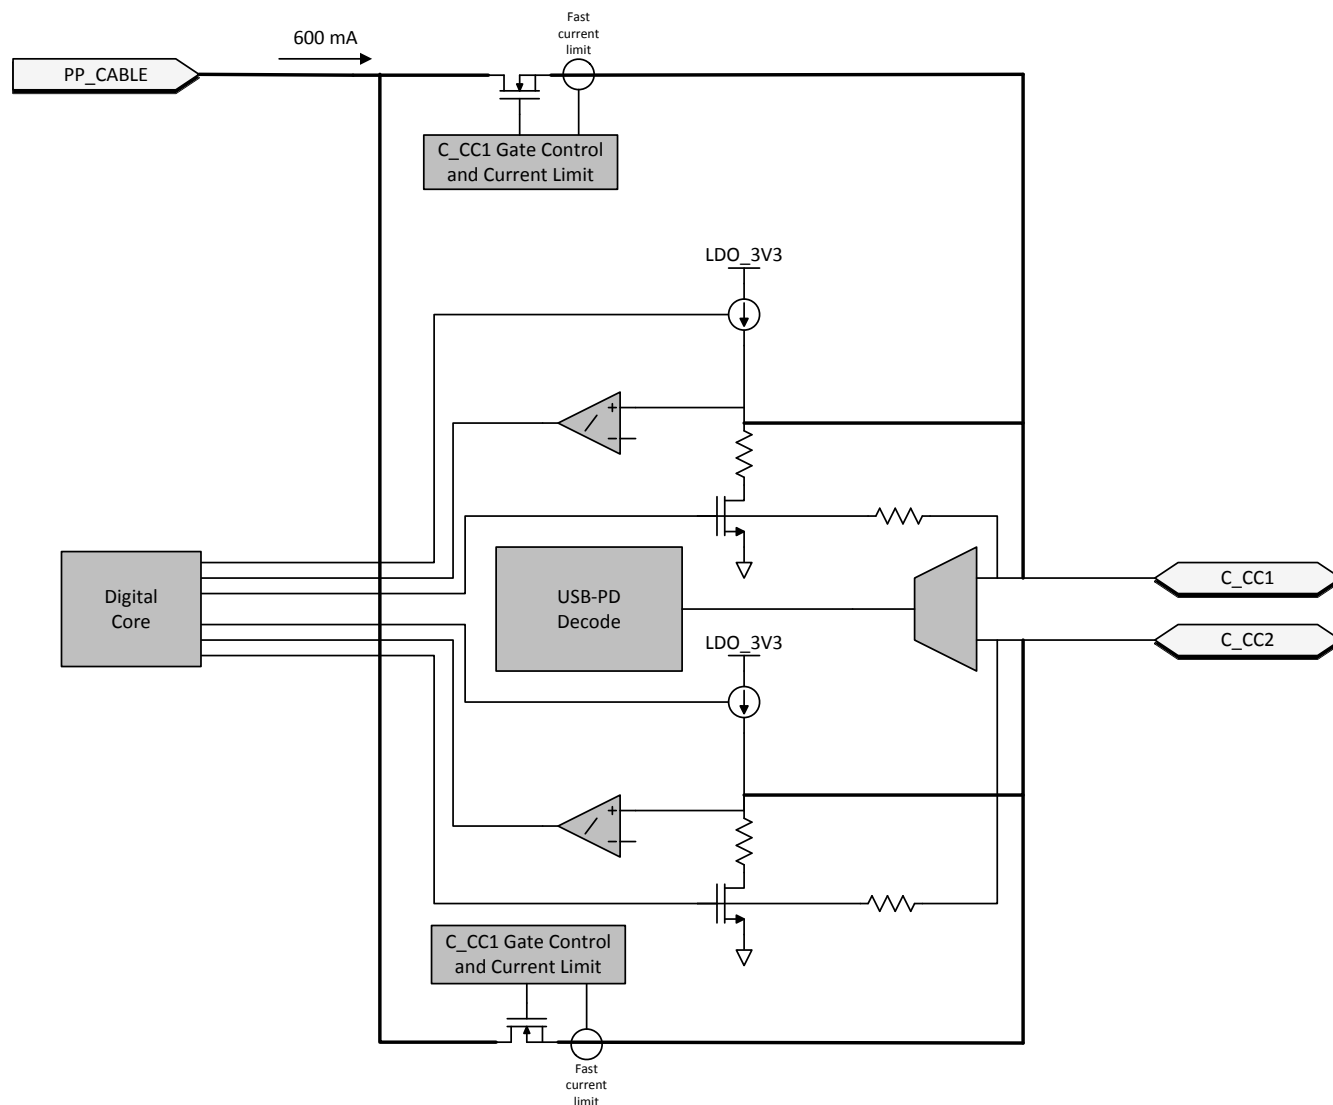 Fast
current
limit
600 mA
PP_CABLE
C_CC1 Gate Control
and Current Limit
LDO_3V3
+
−
Digital
Core
USB-PD
Decode
C_CC1
C_CC2
LDO_3V3
+
−
C_CC1 Gate Control
and Current Limit
Fast
current
limit